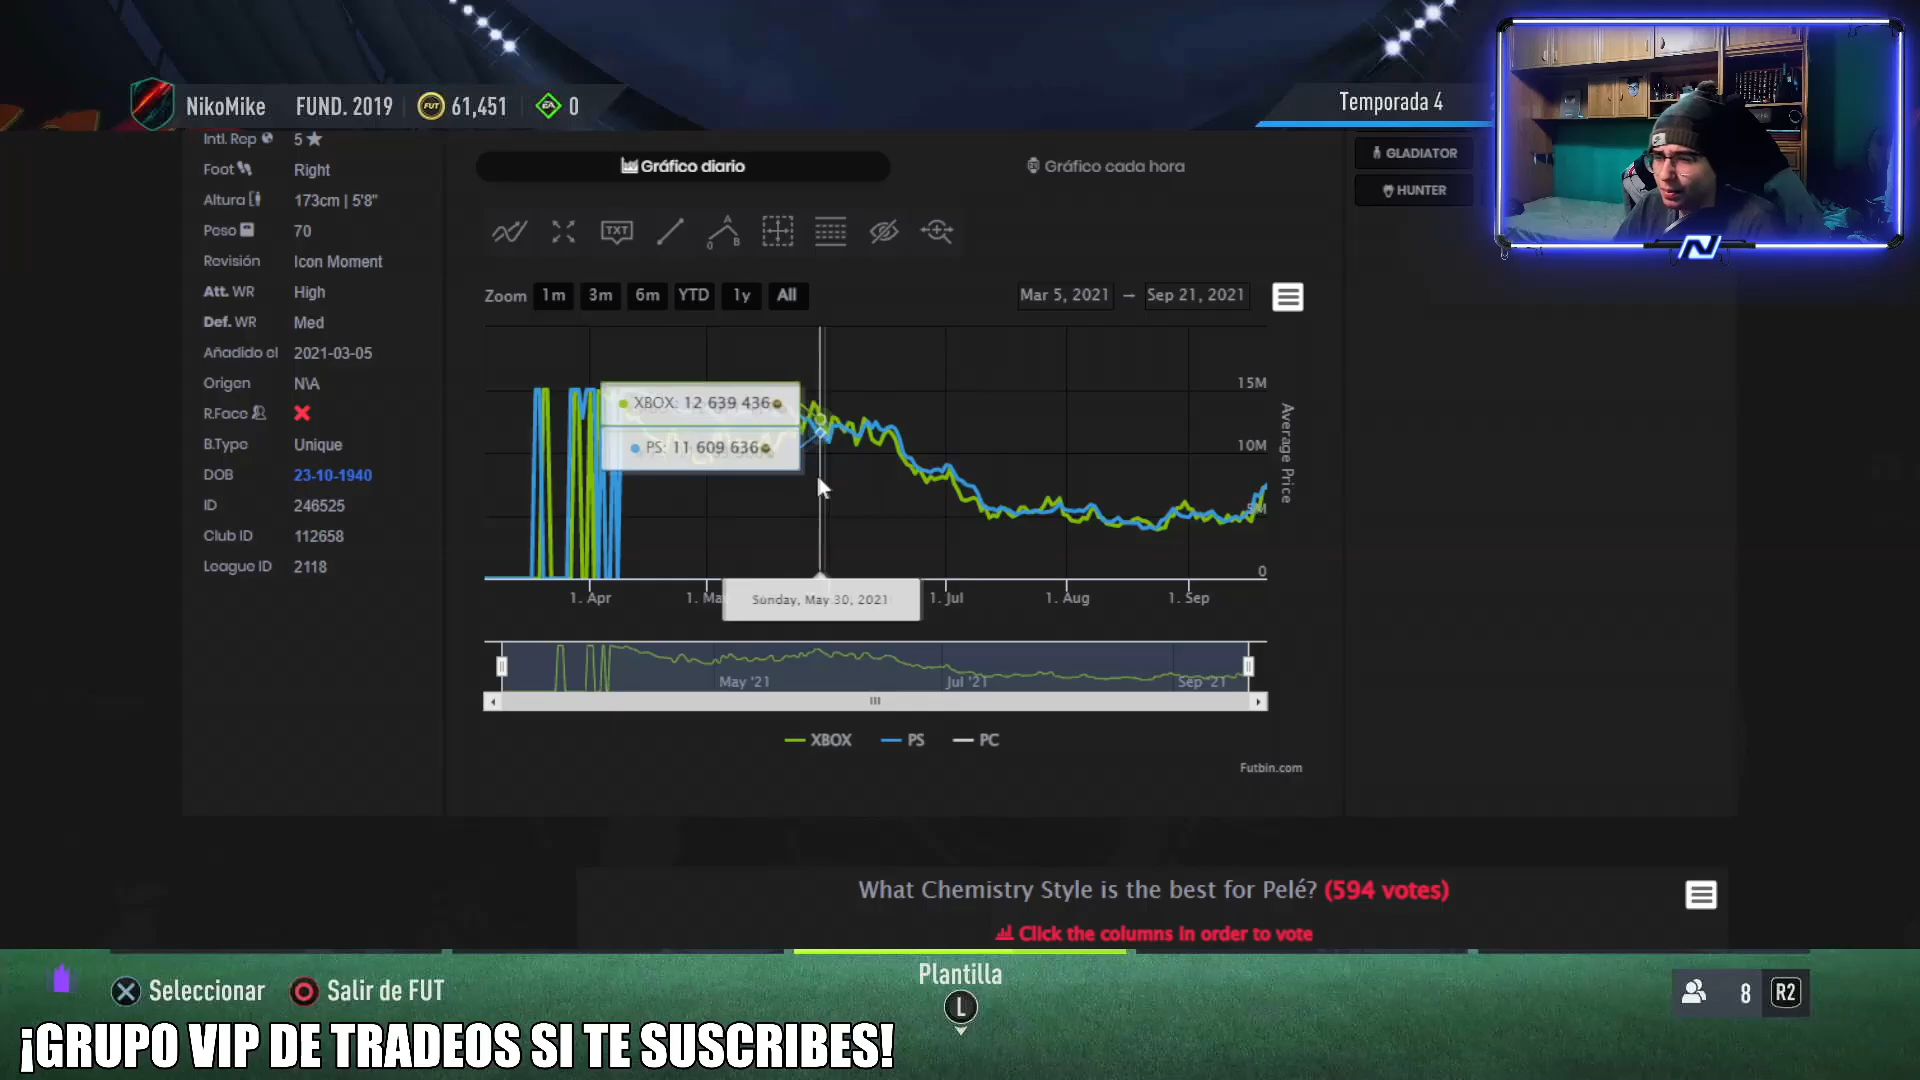 NikoMike FUND. 2019 FUT 61,451 EA 0
Temporada 4
Intl. Rep 5
Foot Right
Altura 173cm | 5'8"
Peso 70
Revisión Icon Moment
Att. WR High
Def. WR Med
Añadido el 2021-03-05
Origen N\A
R.Face
B.Type Unique
DOB 23-10-1940
ID 246525
Club ID 112658
League ID 2118
Gráfico diario
Gráfico cada hora
TXT
A
0 B
Zoom 1m 3m 6m YTD 1y All
Mar 5, 2021 → Sep 21, 2021
XBOX: 12 639 436
PS: 11 609 636
15M
10M
5M
0
Average Price
1. Apr 1. Ma 1. Jul 1. Aug 1. Sep
Sunday, May 30, 2021
May '21 Jul '21 Sep '21
XBOX PS PC
Futbin.com
GLADIATOR
HUNTER
N
What Chemistry Style is the best for Pelé? (594 votes)
Click the columns in order to vote
Seleccionar Salir de FUT
Plantilla
L
8 R2
¡GRUPO VIP DE TRADEOS SI TE SUSCRIBES!